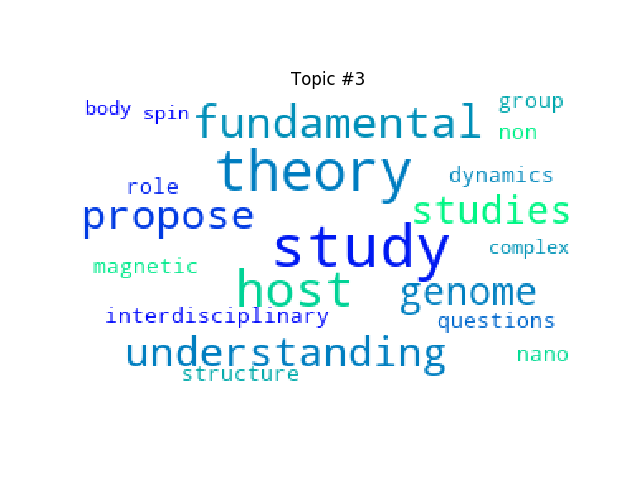 Topic #3
body spin fundamental group
non
theory
role dynamics
propose studies
study complex
magnetic
host genome
interdisciplinary questions
understanding nano
structure